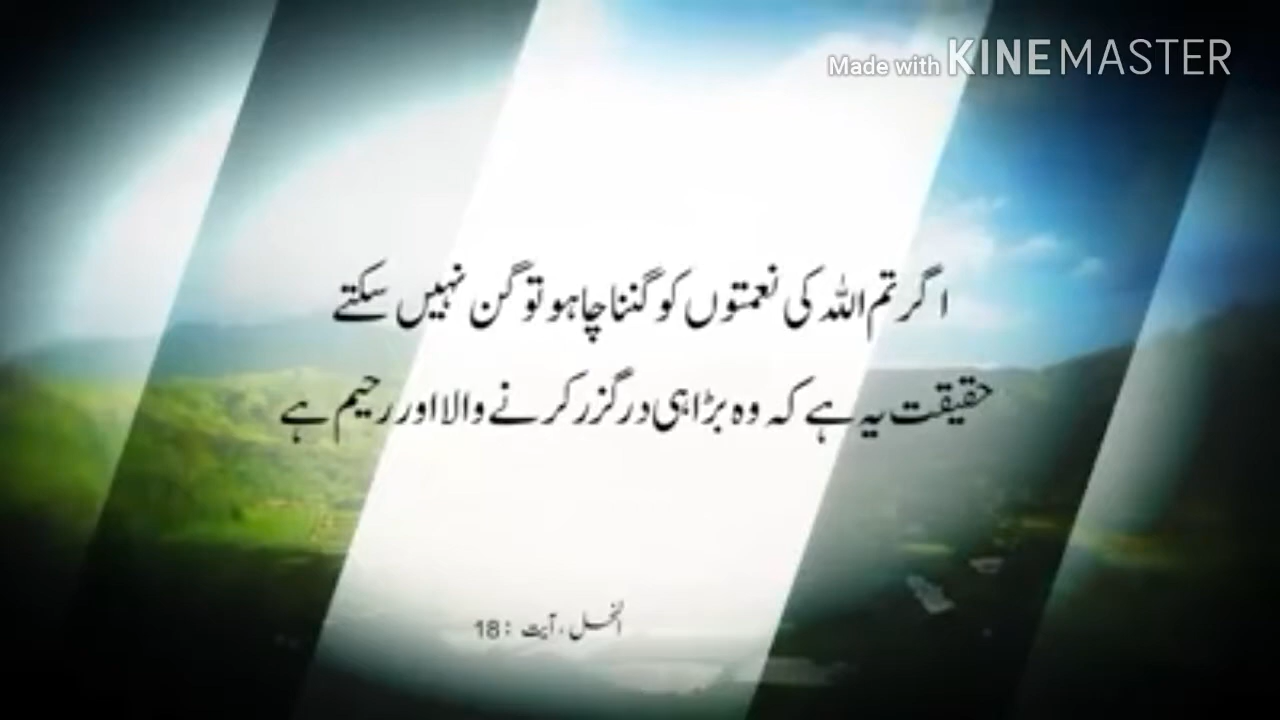 Made with KINEMASTER
اگر تم اللہ کی نعمتوں کو گننا چاہو تو گن نہیں سکتے
حقیقت یہ ہے کہ وہ بڑا ہی درگزر کرنے والا اور رحیم ہے
النحل ، آیت : 18